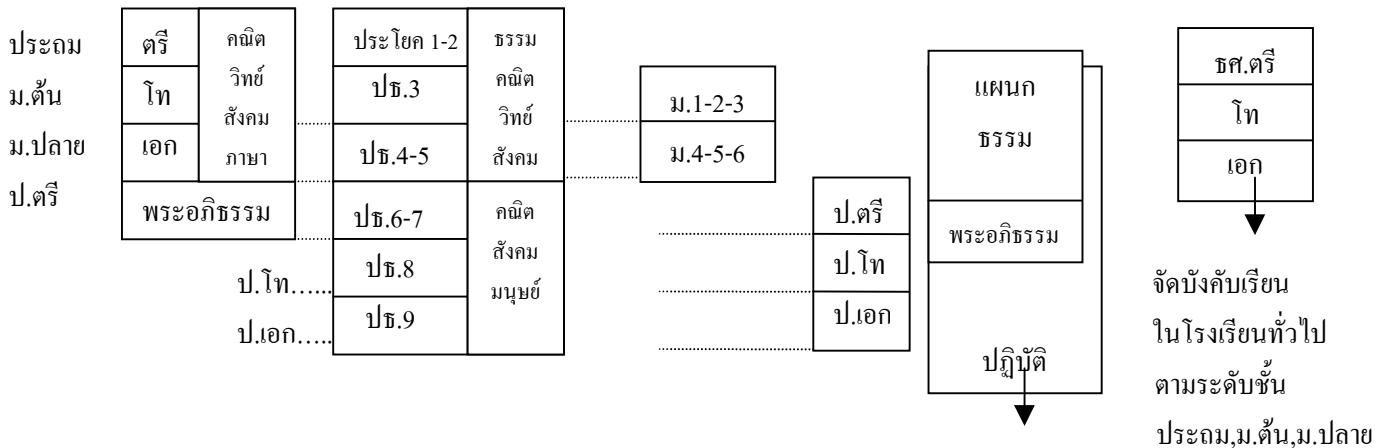 ประถม
ม.ต้น
ม.ปลาย
ป.ตรี
ตรี
โท
เอก
คณิต
วิทย์
สังคม
ภาษา
พระอภิธรรม
ป.โท......
ป.เอก.....
ประโยค 1-2
ปธ.3
ปธ.4-5
ปธ.6-7
ปธ.8
ปธ.9
ธรรม
คณิต
วิทย์
สังคม
คณิต
สังคม
มนุษย์
ม.1-2-3
ม.4-5-6
ป.ตรี
ป.โท
ป.เอก
แผนก
ธรรม
พระอภิธรรม
ปฏิบัติ
ธศ.ตรี
โท
เอก
จัดบังคับเรียน
ในโรงเรียนทั่วไป
ตามระดับชั้น
ประถม,ม.ต้น,ม.ปลาย